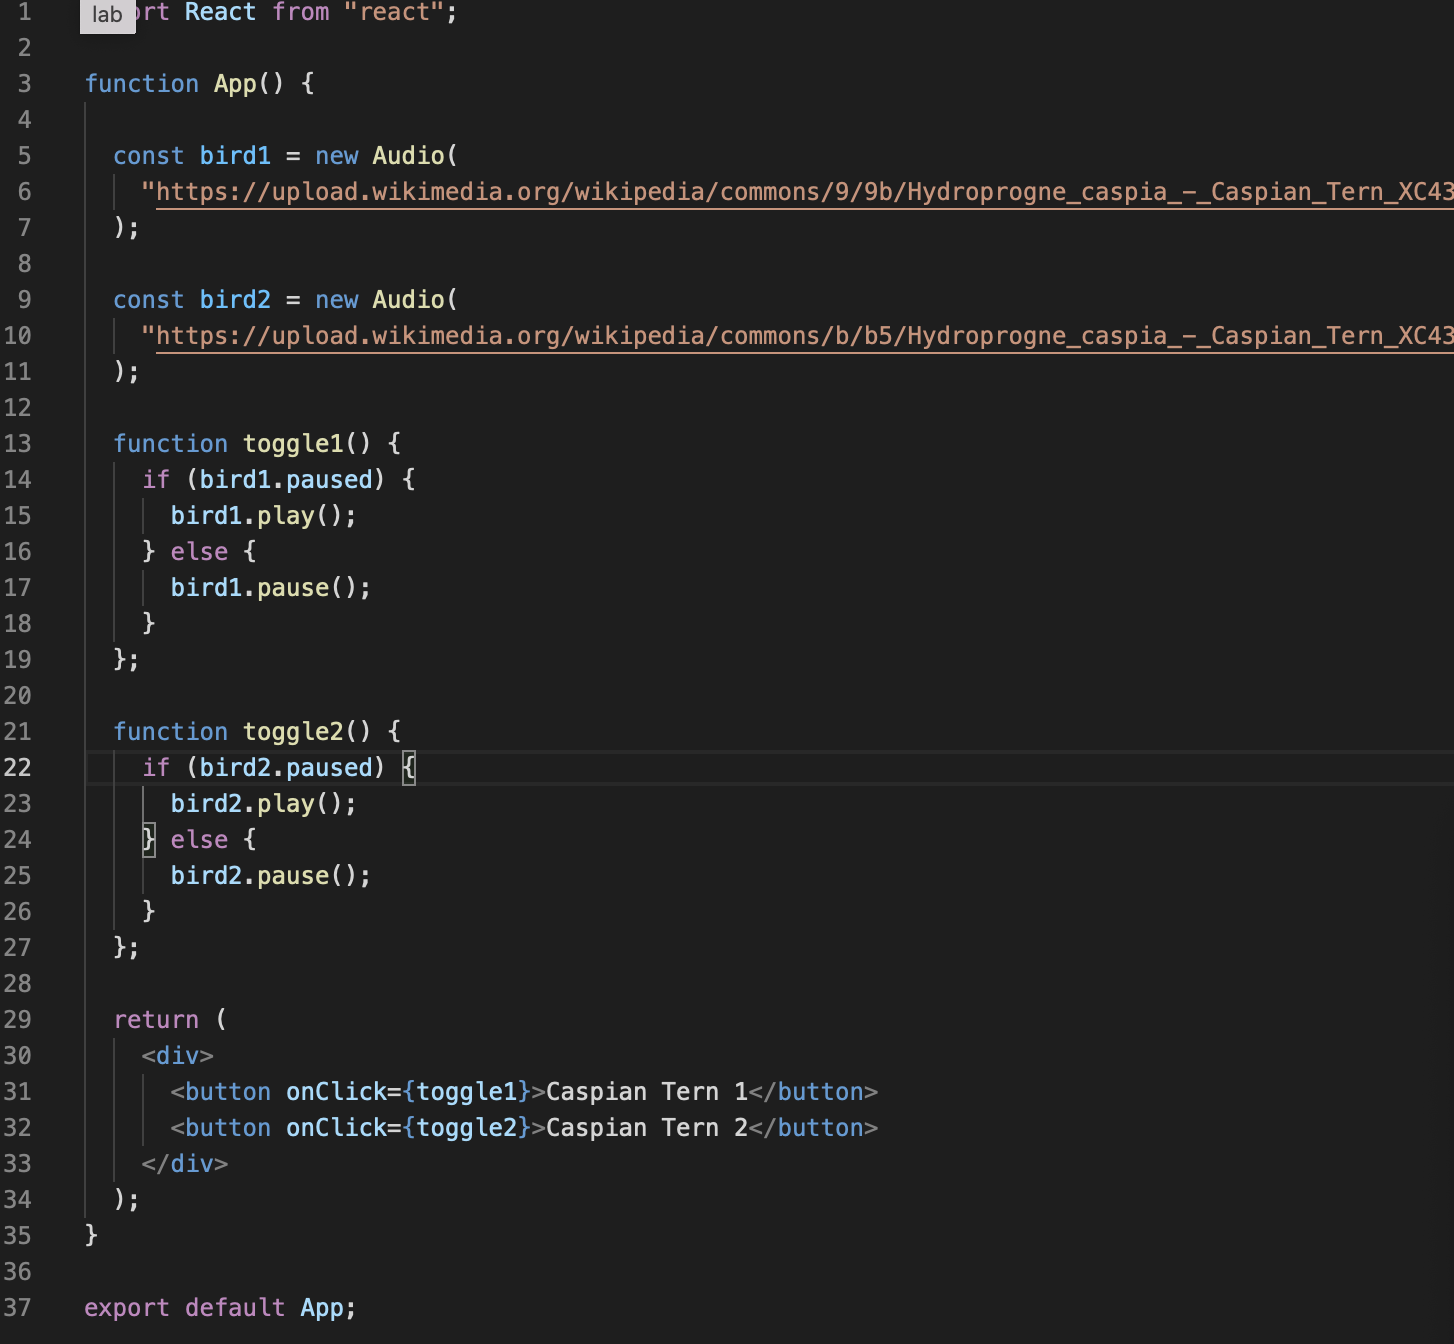 lab
rt React from "react";
1
2
3 function App() {
4
5 const bird1 = new Audio(
6 "https://upload.wikimedia.org/wikipedia/commons/9/9b/Hydroprogne_caspia_-_Caspian_Tern_XC43
7 );
8
9 const bird2 = new Audio(
10 "https://upload.wikimedia.org/wikipedia/commons/b/b5/Hydroprogne_caspia_-_Caspian_Tern_XC43
11 );
12
13 function toggle1() {
14 if (bird1.paused) {
15 bird1.play();
16 } else {
17 bird1.pause();
18 }
19 };
20
21 function toggle2() {
22 if (bird2.paused) {
23 bird2.play();
24 } else {
25 bird2.pause();
26 }
27 };
28
29 return (
30 <div>
31 <button onClick={toggle1}>Caspian Tern 1</button>
32 <button onClick={toggle2}>Caspian Tern 2</button>
33 </div>
34 );
35 }
36
37 export default App;